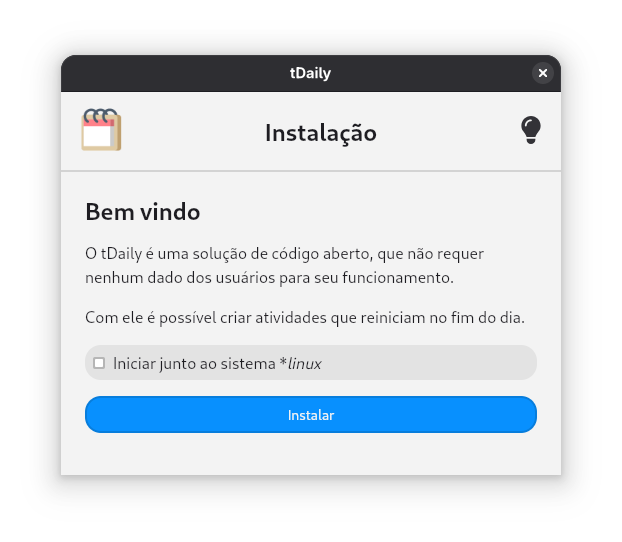 tDaily
Instalação
Bem vindo
O tDaily é uma solução de código aberto, que não requer
nenhum dado dos usuários para seu funcionamento.
Com ele é possível criar atividades que reiniciam no fim do dia.
Iniciar junto ao sistema *linux
Instalar